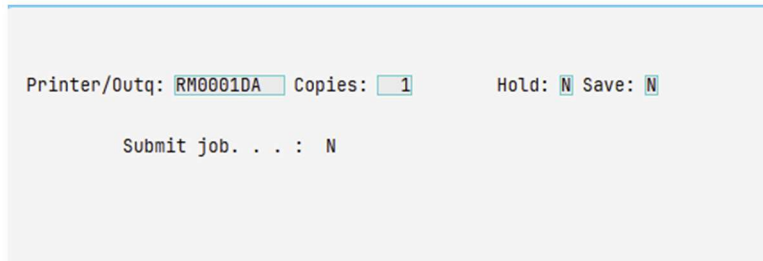 Printer/Outq: RM0001DA Copies: 1 Hold: N Save: N
Submit job. . . : N